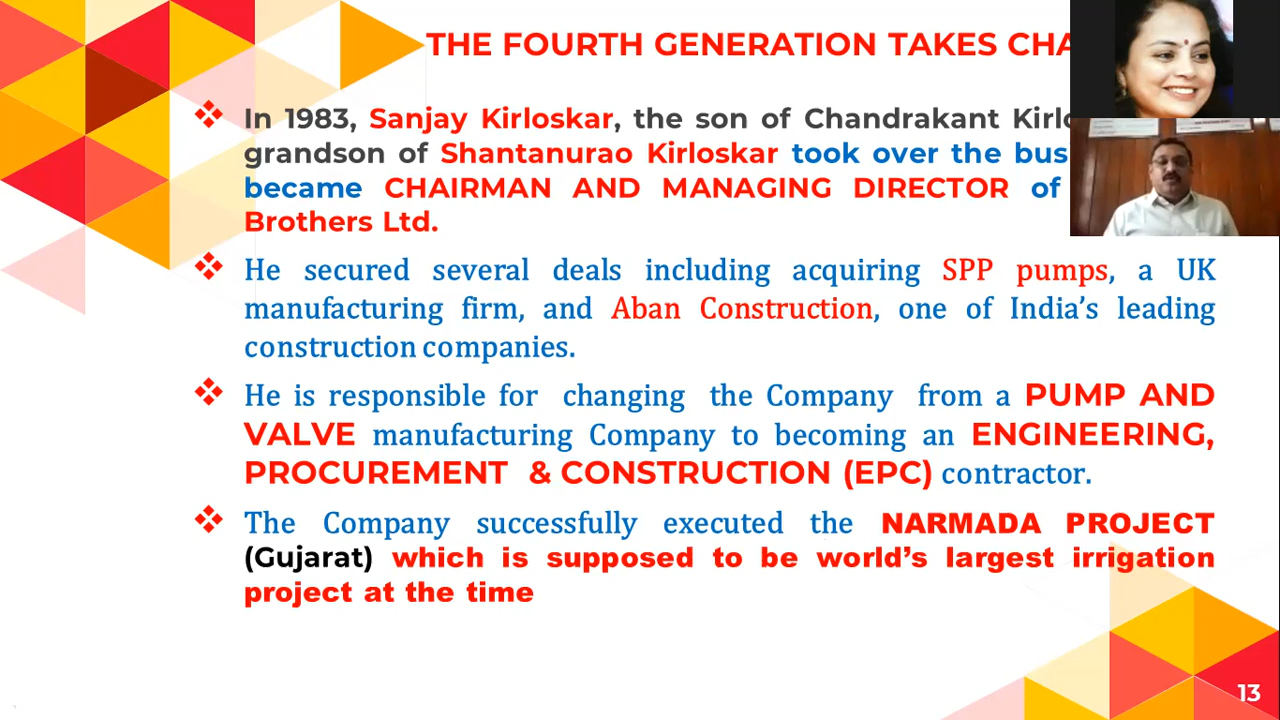 THE FOURTH GENERATION TAKES CHA
In 1983, Sanjay Kirloskar, the son of Chandrakant Kirlo
grandson of Shantanurao Kirloskar took over the bus
became CHAIRMAN AND MANAGING DIRECTOR of
Brothers Ltd.
He secured several deals including acquiring SPP pumps, a UK
manufacturing firm, and Aban Construction, one of India's leading
construction companies.
He is responsible for changing the Company from a PUMP AND
VALVE manufacturing Company to becoming an ENGINEERING,
PROCUREMENT & CONSTRUCTION (EPC) contractor.
The Company successfully executed the NARMADA PROJECT
(Gujarat) which is supposed to be world's largest irrigation
project at the time
13